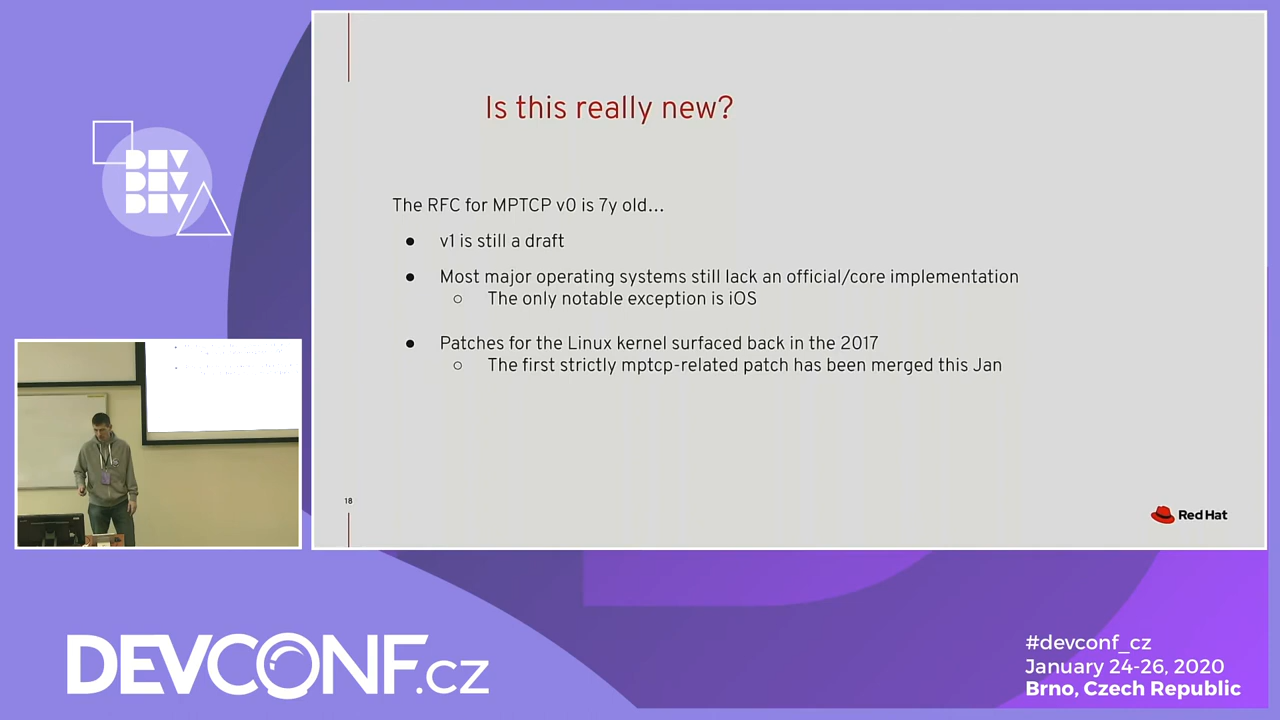 DEV
DEV
DEV
Is this really new?
The RFC for MPTCP v0 is 7y old...
● v1 is still a draft
● Most major operating systems still lack an official/core implementation
○ The only notable exception is iOS
● Patches for the Linux kernel surfaced back in the 2017
○ The first strictly mptcp-related patch has been merged this Jan
18
Red Hat
DEVCONF.cz
#devconf_cz
January 24-26, 2020
Brno, Czech Republic